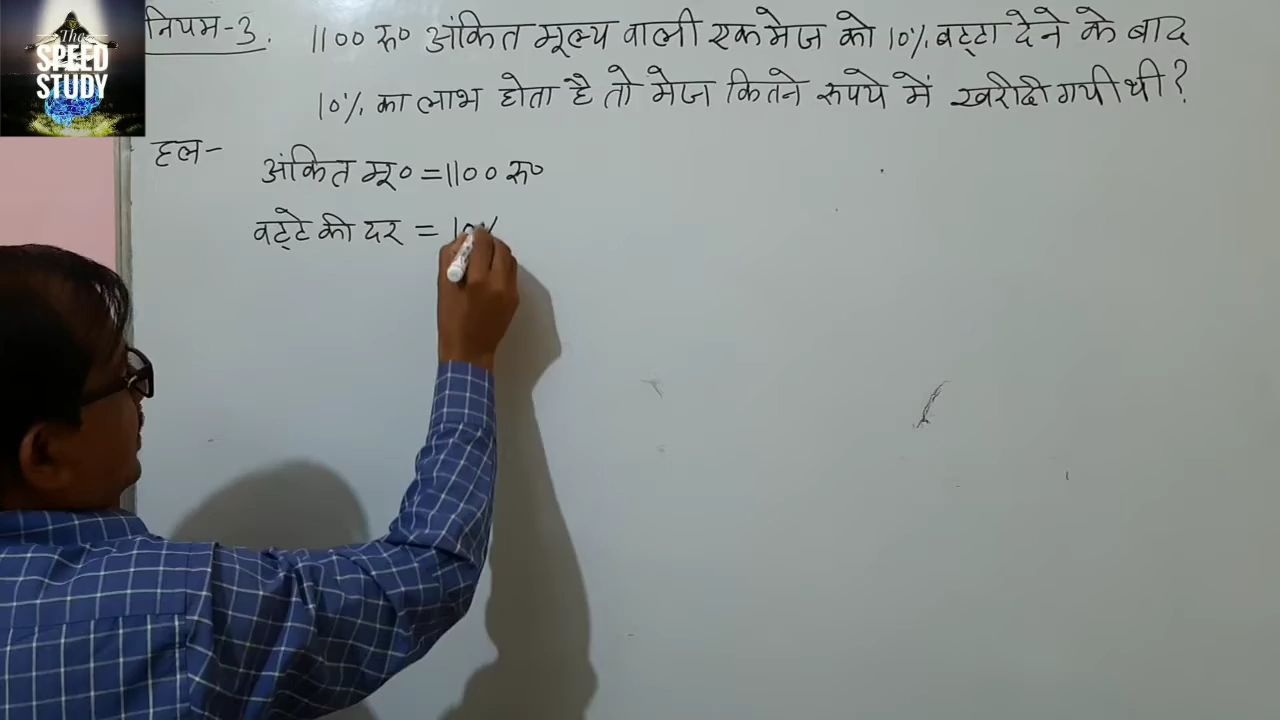 The
SPEED
STUDY
नियम-3. 1100 रु० अंकित मूल्य वाली एक मेज को 10% बट्टा देने के बाद
10% का लाभ होता है तो मेज कितने रूपये में खरीदी गयी थी?
हल- अंकित मू० = 1100 रु०
बट्टे की दर = 10%